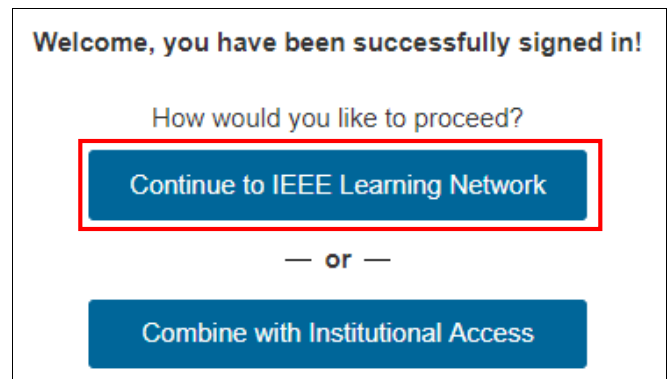 Welcome, you have been successfully signed in!
How would you like to proceed?
Continue to IEEE Learning Network
— or —
Combine with Institutional Access